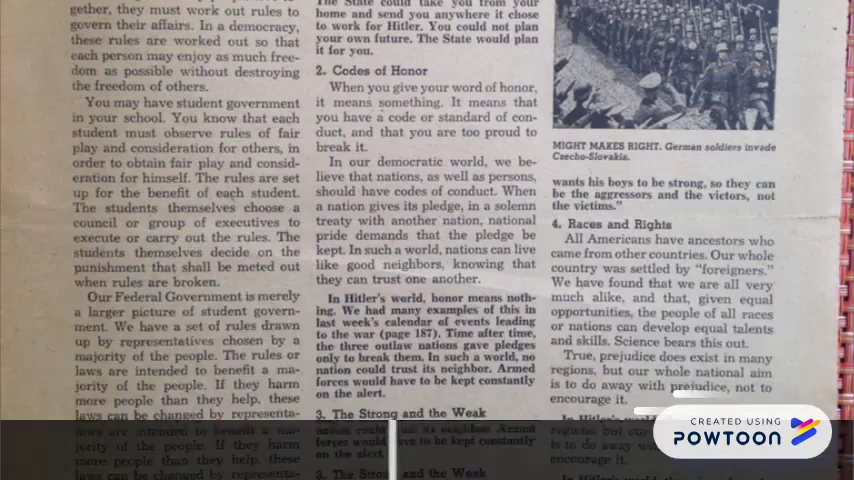 gether, they must work out rules to
govern their affairs. In a democracy,
these rules are worked out so that
each person may enjoy as much free-
dom as possible without destroying
the freedom of others.
You may have student government
in your school. You know that each
student must observe rules of fair
play and consideration for others, in
order to obtain fair play and consid-
eration for himself. The rules are set
up for the benefit of each student.
The students themselves choose a
council or group of executives to
execute or carry out the rules. The
students themselves decide on the
punishment that shall be meted out
when rules are broken.
Our Federal Government is merely
a larger picture of student govern-
ment. We have a set of rules drawn
up by representatives chosen by a
majority of the people. The rules or
laws are intended to benefit a ma-
jority of the people. If they harm
more people than they help, these
laws can be changed by representa-
laws are intended to benefit a ma-
jority of the people. If they harm
more people than they help, these
laws can be changed by representa-
The State could take you from your
home and send you anywhere it chose
to work for Hitler. You could not plan
your own future. The State would plan
it for you.
2. Codes of Honor
When you give your word of honor,
it means something. It means that
you have a code or standard of con-
duct, and that you are too proud to
break it.
In our democratic world, we be-
lieve that nations, as well as persons,
should have codes of conduct. When
a nation gives its pledge, in a solemn
treaty with another nation, national
pride demands that the pledge be
kept. In such a world, nations can live
like good neighbors, knowing that
they can trust one another.
In Hitler's world, honor means noth-
ing. We had many examples of this in
last week's calendar of events leading
to the war (page 187). Time after time,
the three outlaw nations gave pledges
only to break them. In such a world, no
nation could trust its neighbor. Armed
forces would have to be kept constantly
on the alert.
3. The Strong and the Weak
nation could its neighbor. Armed
forces would have to be kept constantly
on the alert.
3. The Strong and the Weak
MIGHT MAKES RIGHT. German soldiers invade
Czecho-Slovakia.
wants his boys to be strong, so they can
be the aggressors and the victors, not
the victims."
4. Races and Rights
All Americans have ancestors who
came from other countries. Our whole
country was settled by "foreigners."
We have found that we are all very
much alike, and that, given equal
opportunities, the people of all races
or nations can develop equal talents
and skills. Science bears this out.
True, prejudice does exist in many
regions, but our whole national aim
is to do away with prejudice, not to
encourage it.
In Hitler's
regions, but our
is to do away
encourage it.
In Hitler's
CREATED USING
POWTOON